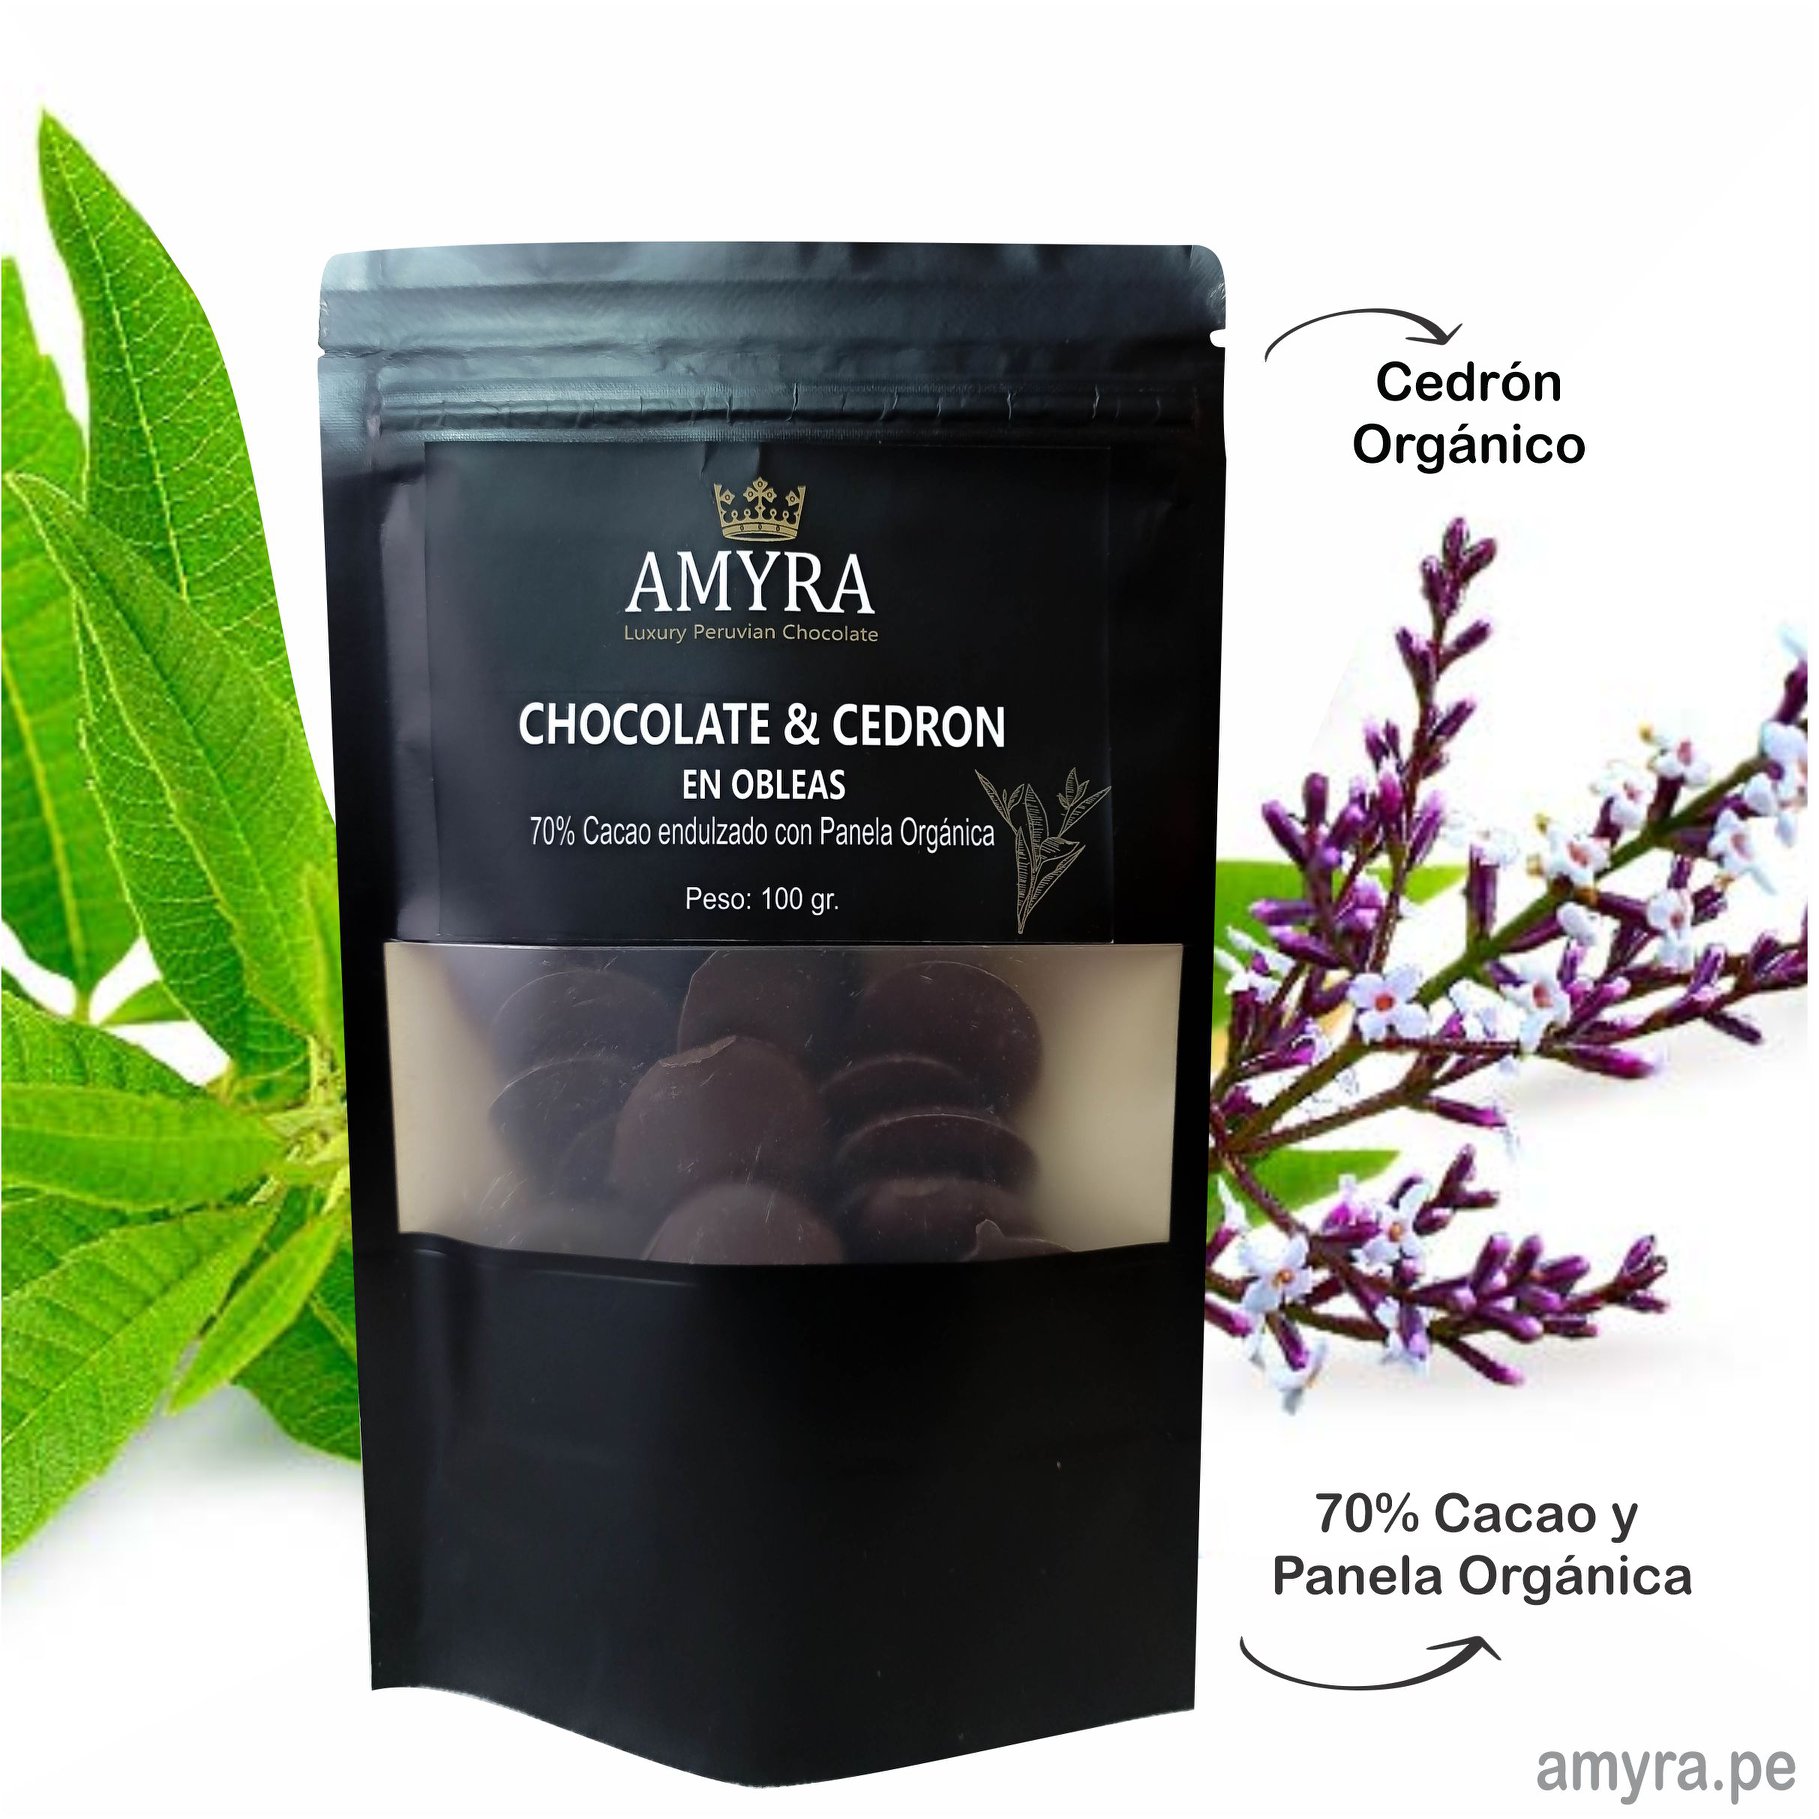 AMYRA
Luxury Peruvian Chocolate
CHOCOLATE & CEDRON
EN OBLEAS
70% Cacao endulzado con Panela Orgánica
Peso: 100 gr.
Cedrón
Orgánico
70% Cacao y
Panela Orgánica
amyra.pe